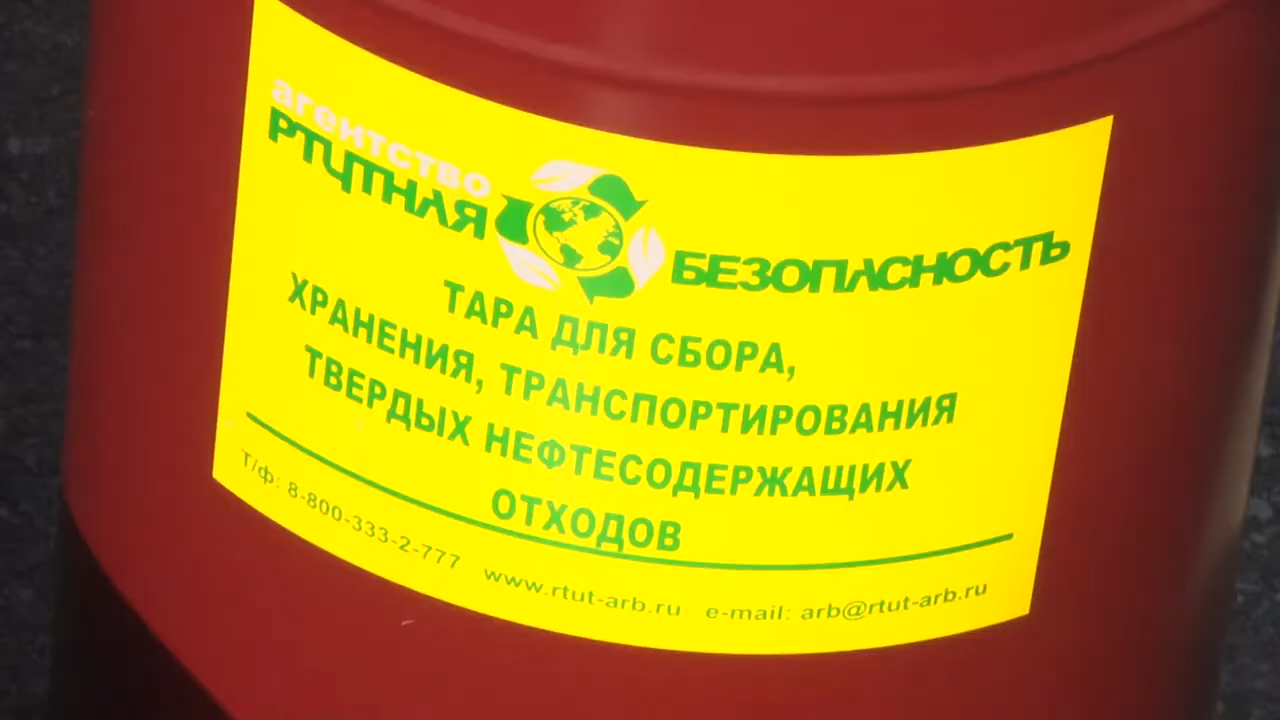 агентство
РТУТНАЯ БЕЗОПАСНОСТЬ
ТАРА ДЛЯ СБОРА,
ХРАНЕНИЯ, ТРАНСПОРТИРОВАНИЯ
ТВЕРДЫХ НЕФТЕСОДЕРЖАЩИХ
ОТХОДОВ
Т/ф: 8-800-333-2-777 www.rtut-arb.ru e-mail: arb@rtut-arb.ru